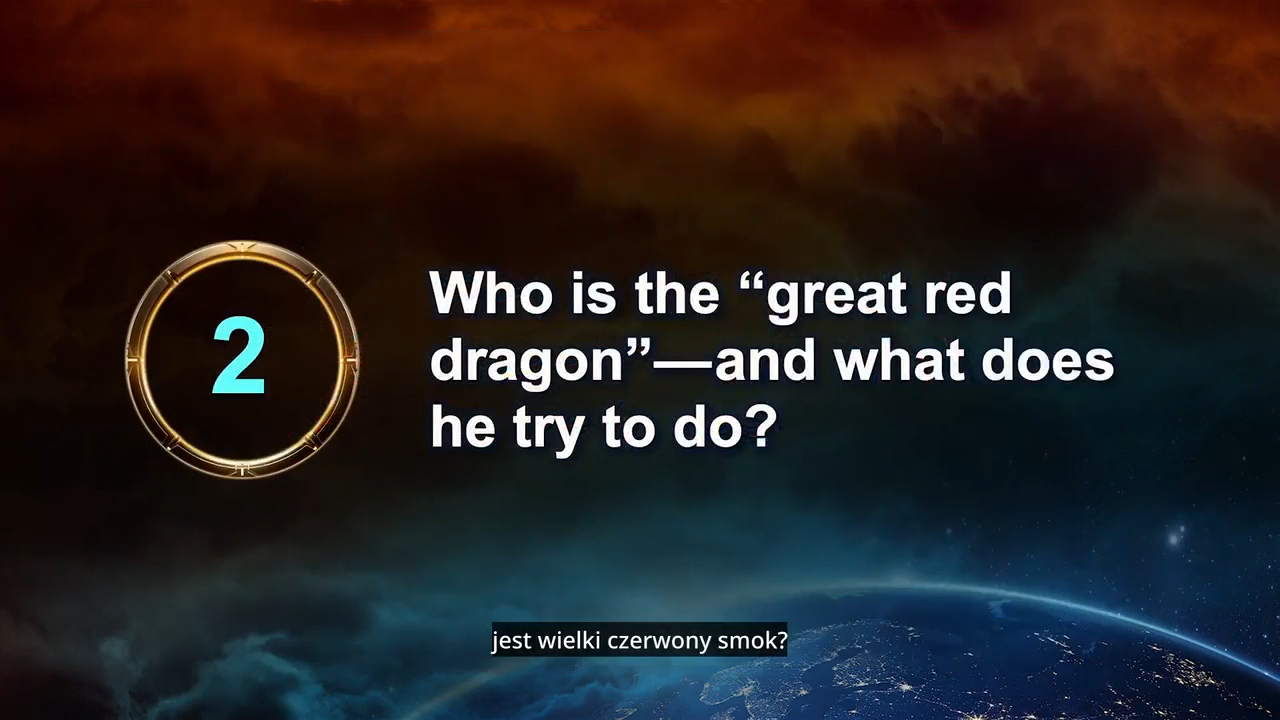 2
Who is the “great red
dragon”—and what does
he try to do?
jest wielki czerwony smok?